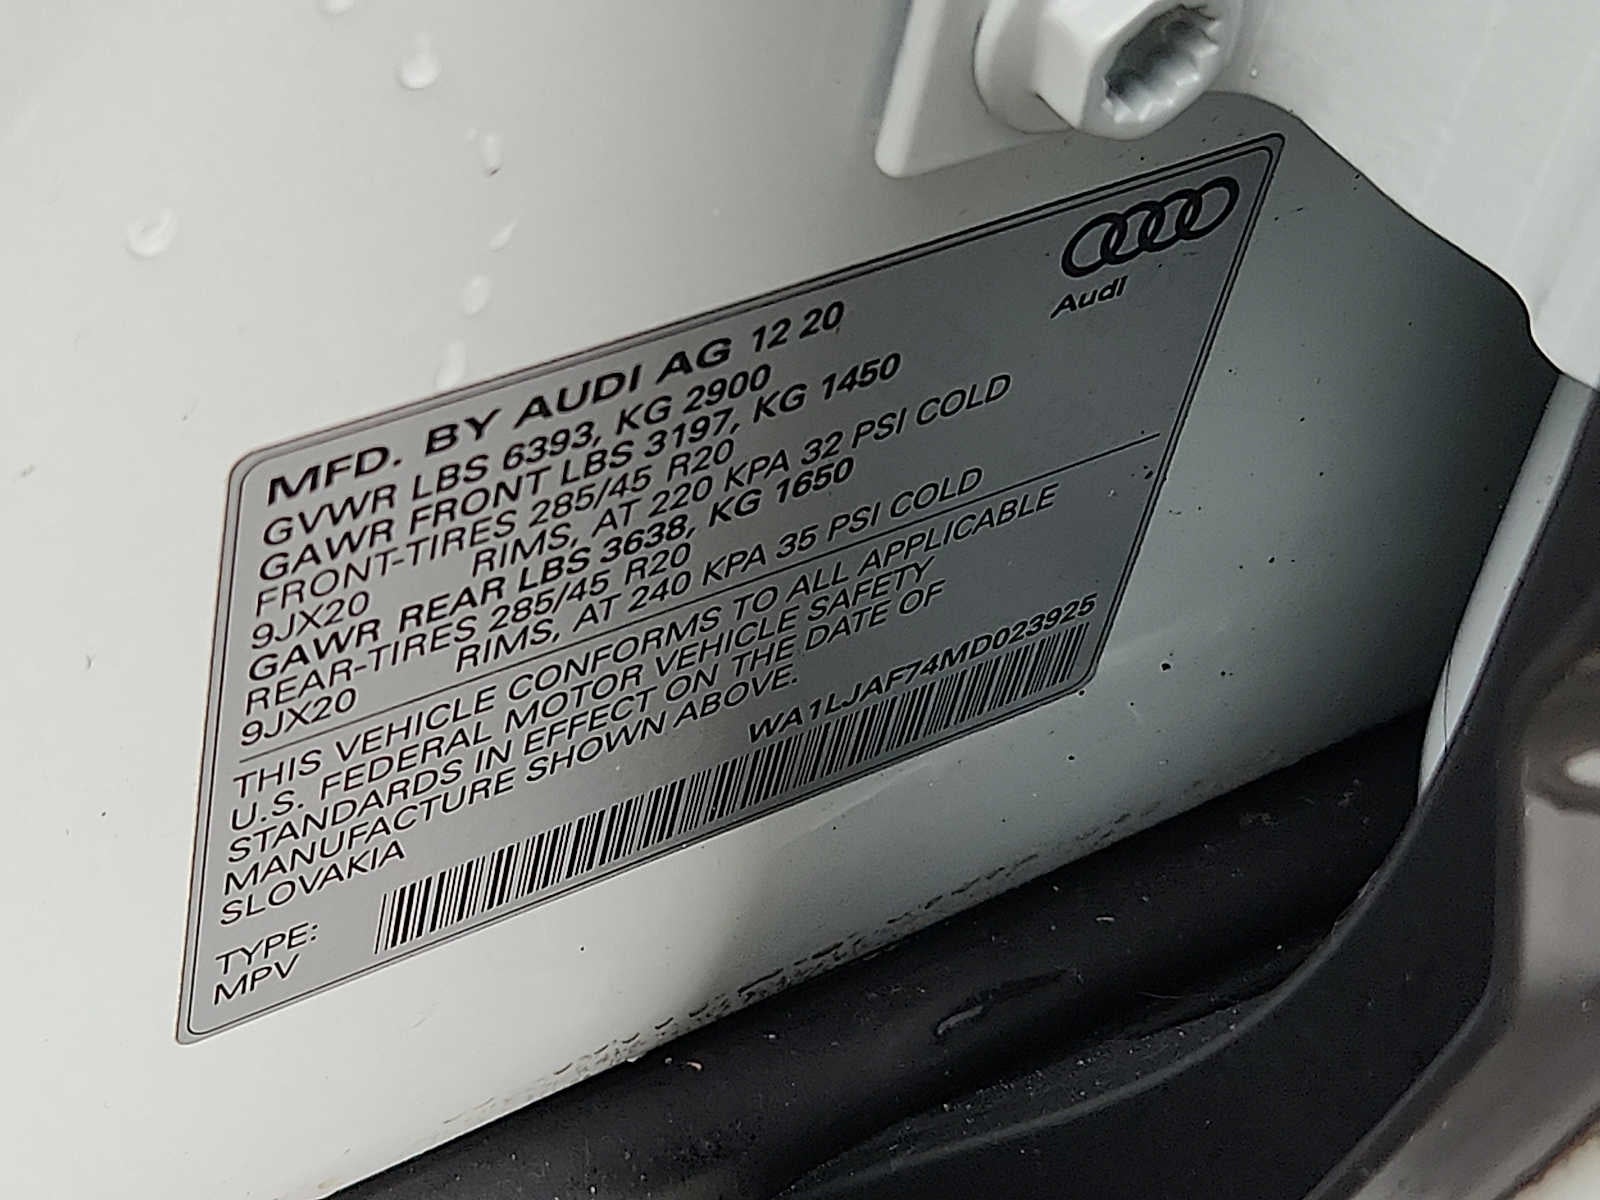 Audi
MFD. BY AUDI AG 12 20
GVWR LBS 6393, KG 2900
GAWR FRONT LBS 3197, KG 1450
FRONT-TIRES 285/45 R20
9JX20 RIMS, AT 220 KPA 32 PSI COLD
GAWR REAR LBS 3638, KG 1650
REAR-TIRES 285/45 R20
9JX20 RIMS, AT 240 KPA 35 PSI COLD
THIS VEHICLE CONFORMS TO ALL APPLICABLE
U.S. FEDERAL MOTOR VEHICLE SAFETY
STANDARDS IN EFFECT ON THE DATE OF
MANUFACTURE SHOWN ABOVE.
SLOVAKIA
WA1LJAF74MD023925
TYPE:
MPV